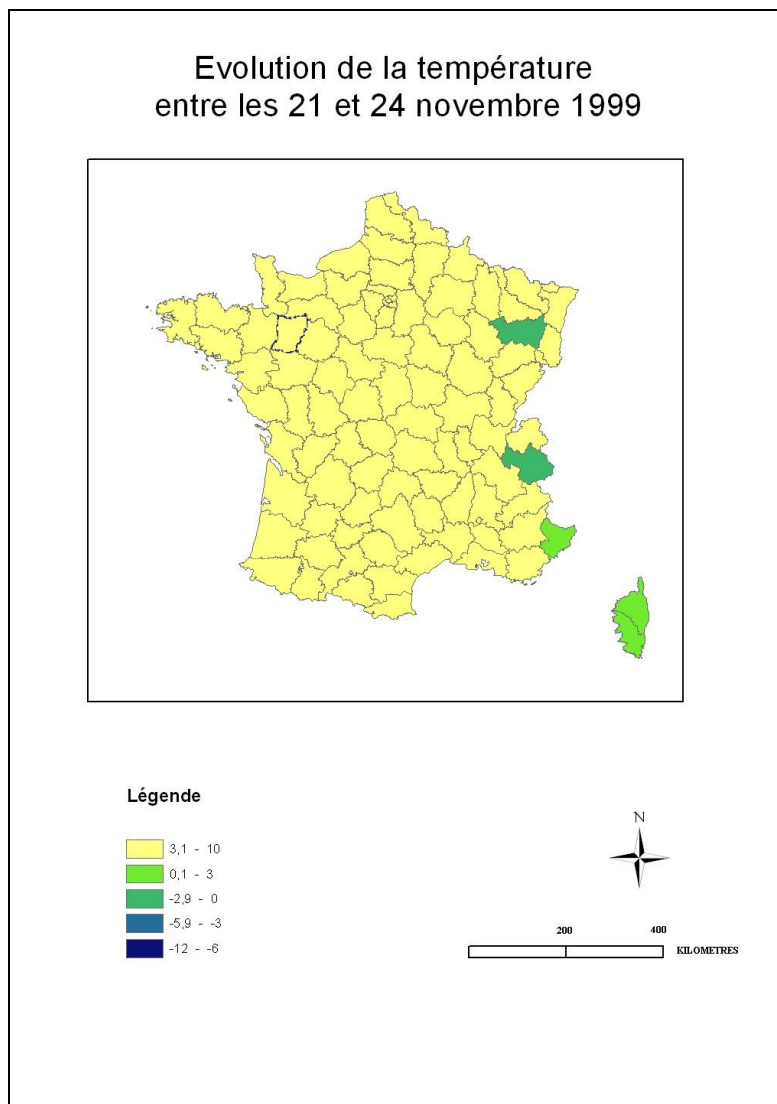 Evolution de la température
entre les 21 et 24 novembre 1999
Légende
3,1 - 10
0,1 - 3
-2,9 - 0
-5,9 - -3
-12 - -6
N
200 400
KILOMETRES